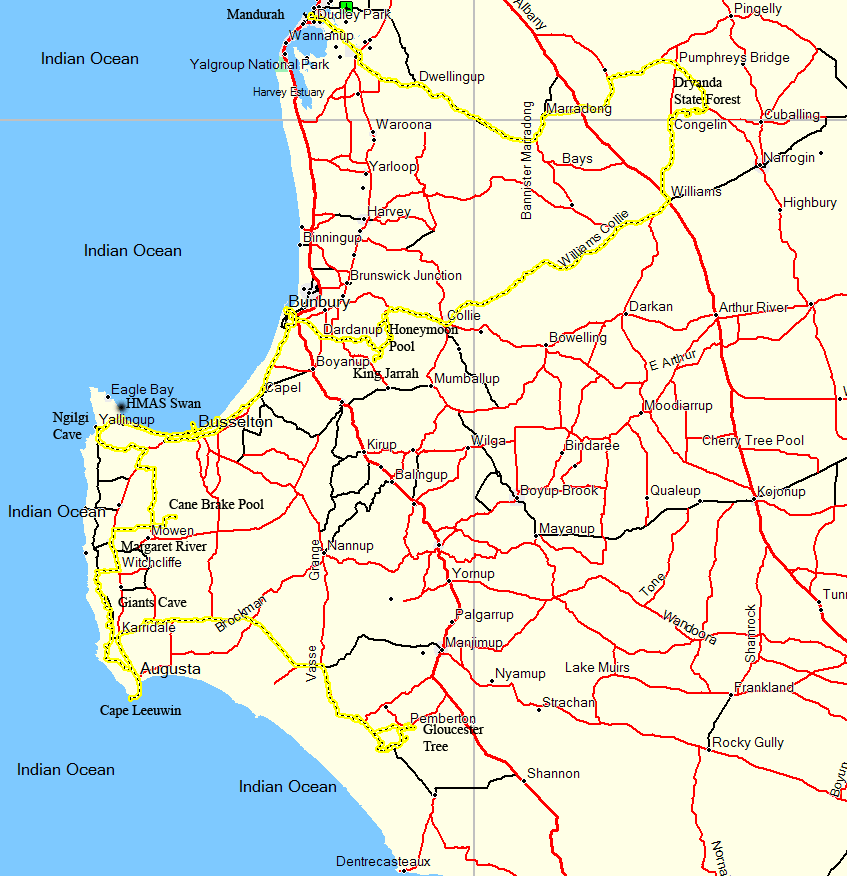 Pingelly
Mandurah
Dudley Park
Albany
Wannanup
Indian Ocean
Yalgroup National Park
Pumphreys Bridge
Dwellingup
Dryanda
State Forest
Harvey Estuary
Marradong
Cuballing
Waroona
Congelin
Bannister Marradong
Bays
Narrogin
Yarloop
Williams
Highbury
Harvey
Binningup
Williams Collie
Indian Ocean
Brunswick Junction
Bunbury
Collie
Darkan
Arthur River
Dardanup
Honeymoon
Pool
Bowelling
Boyanup
E Arthur
King Jarrah
Mumballup
Capel
Eagle Bay
HMAS Swan
Moodiarrup
Ngilgi
Cave
Yallingup
Busselton
Kirup
Wilga
Bindaree
Cherry Tree Pool
Balingup
Boyup Brook
Qualeup
Kojonup
Cane Brake Pool
Indian Ocean
Mowen
Mayanup
Margaret River
Nannup
Grange
Witchcliffe
Yornup
Tone
Giants Cave
Brockman
Palgarrup
Wandoora
Shamrock
Tunn
Karridale
Manjimup
Vasse
Augusta
Nyamup
Lake Muirs
Frankland
Cape Leeuwin
Strachan
Pemberton
Gloucester
Tree
Rocky Gully
Indian Ocean
Shannon
Indian Ocean
Boyup
Norna
Dentrecasteaux